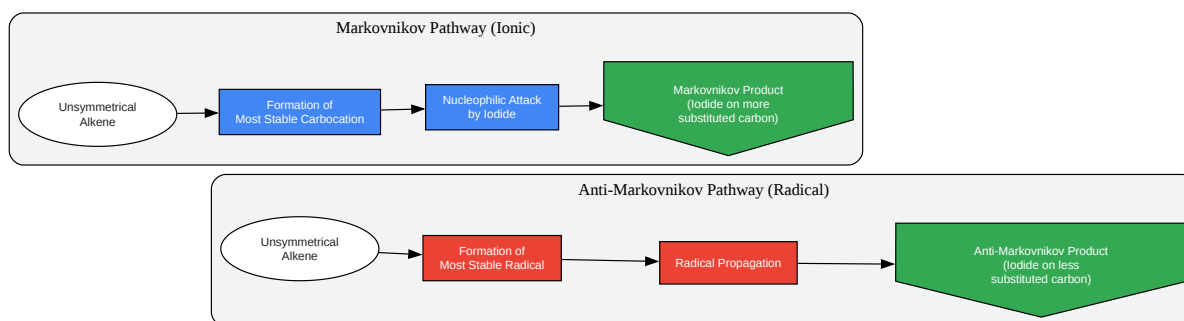 Markovnikov Pathway (Ionic)
Unsymmetrical
Alkene
Formation of
Most Stable Carbocation
Nucleophilic Attack
by Iodide
Markovnikov Product
(Iodide on more
substituted carbon)
Anti-Markovnikov Pathway (Radical)
Unsymmetrical
Alkene
Formation of
Most Stable Radical
Radical Propagation
Anti-Markovnikov Product
(Iodide on less
substituted carbon)